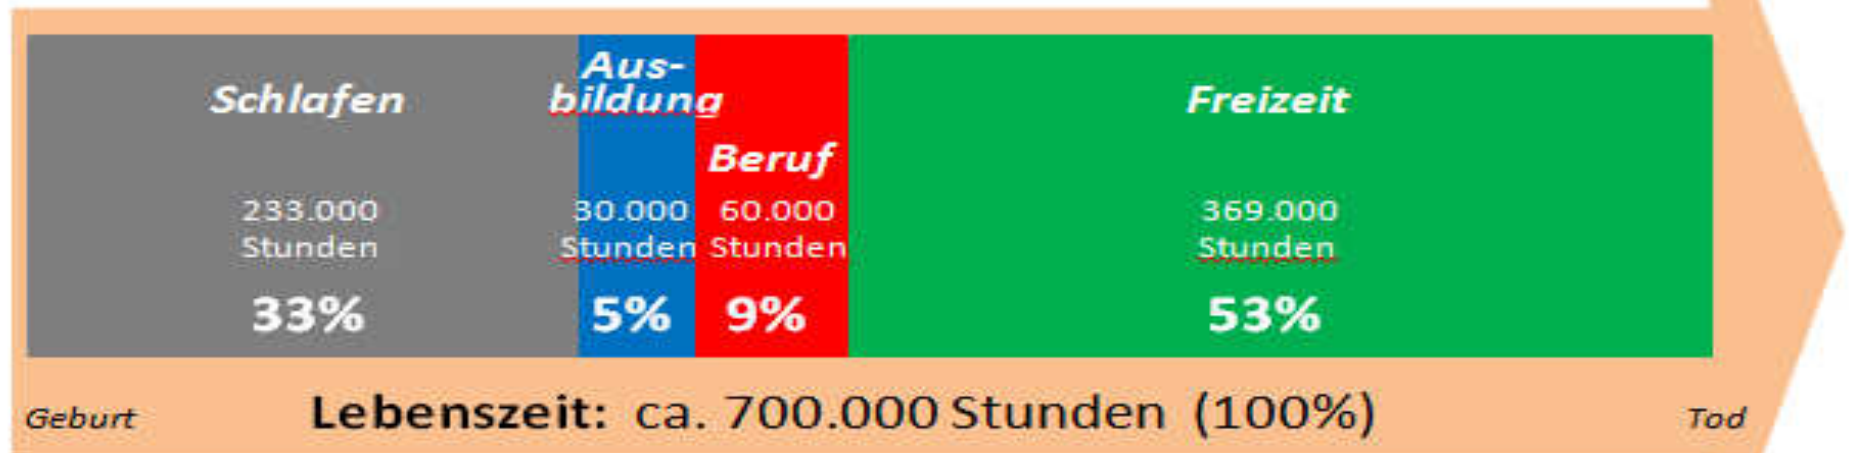 Schlafen
233.000
Stunden
33%
Aus-
bildung
30.000
Stunden
5%
Beruf
60.000
Stunden
9%
Freizeit
369.000
Stunden
53%
Geburt
Lebenszeit: ca. 700.000 Stunden (100%)
Tod